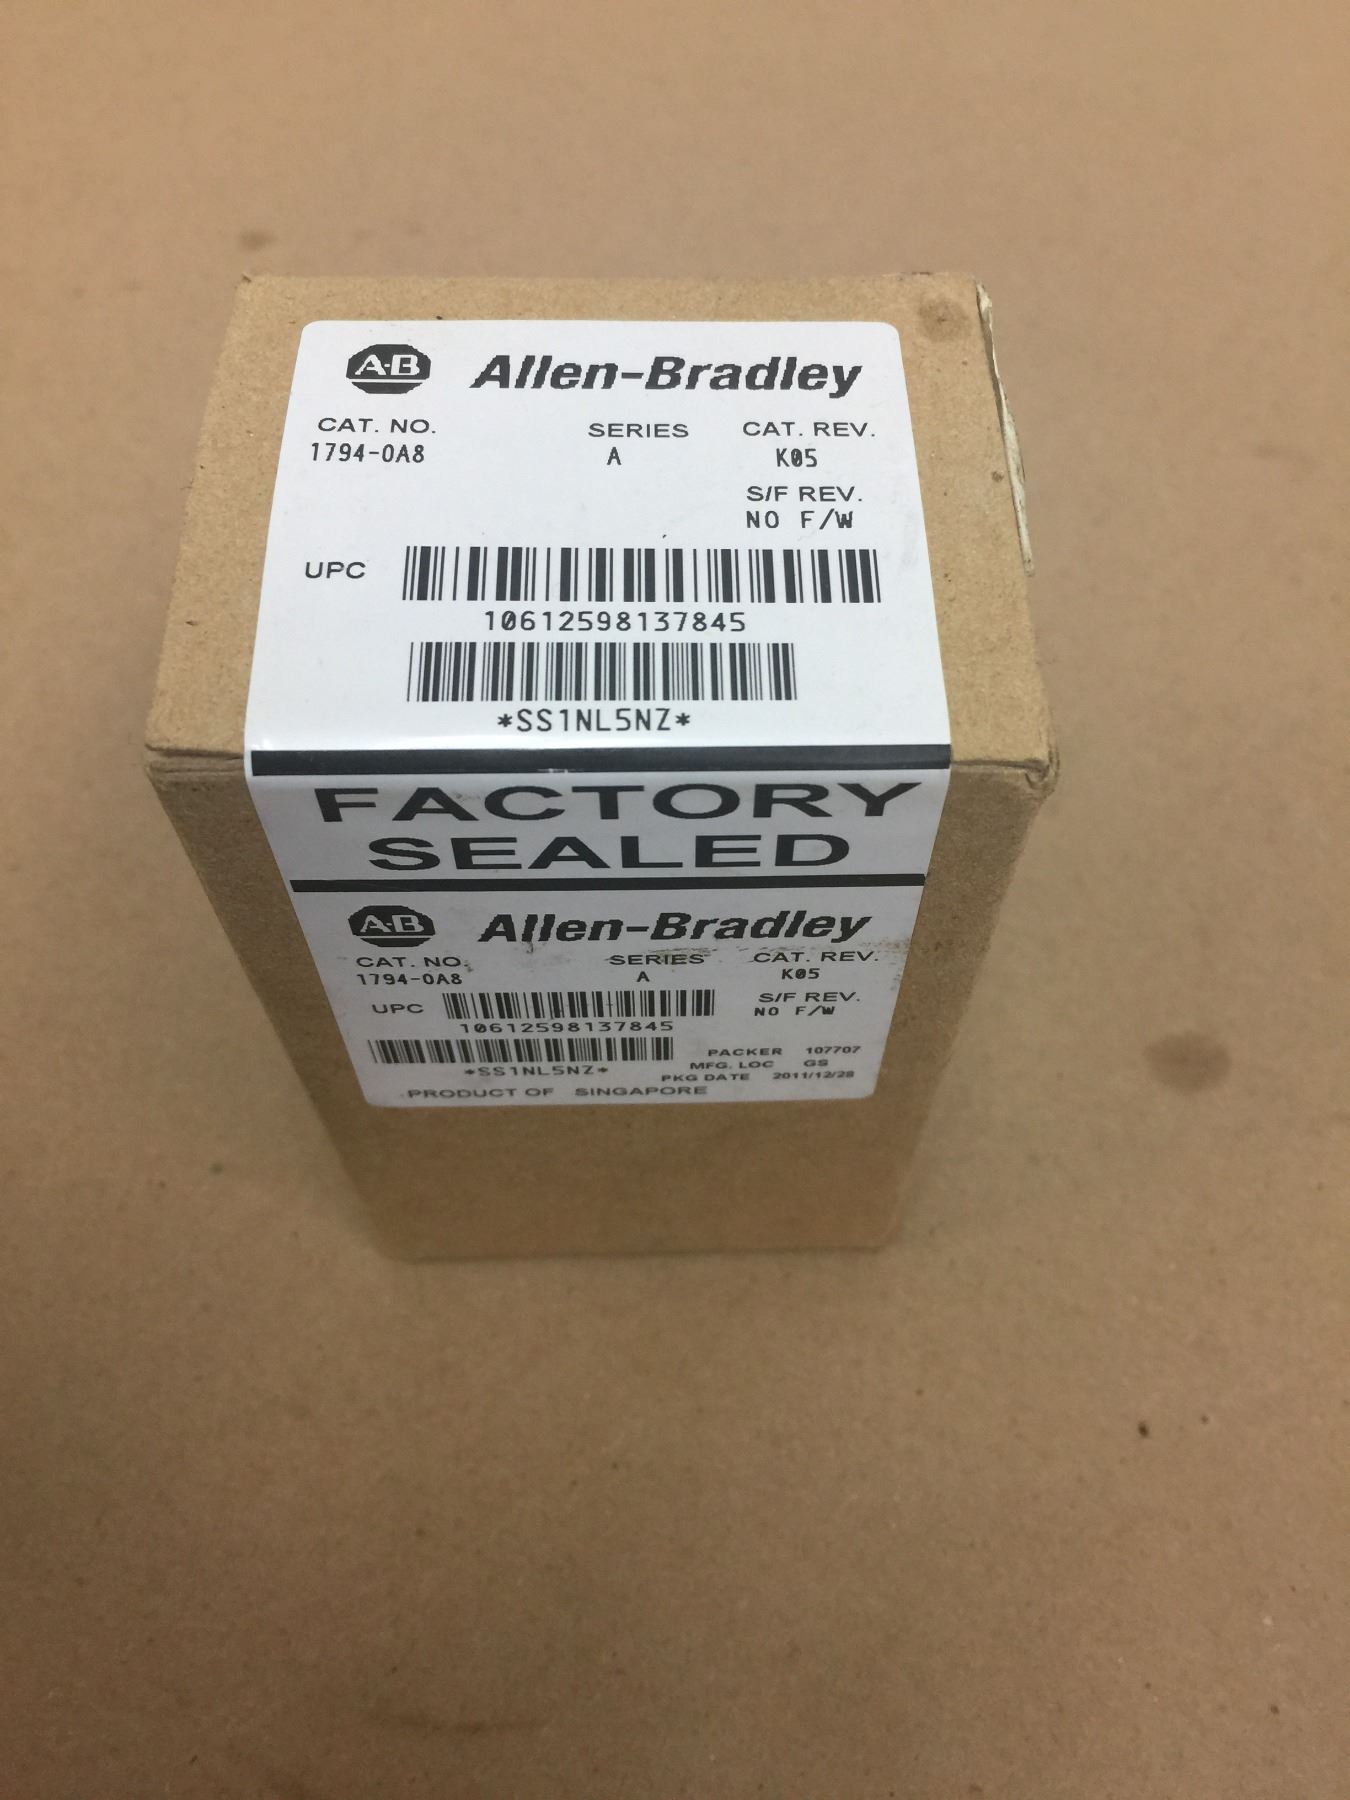 A-B Allen-Bradley
CAT. NO. SERIES CAT. REV.
1794-OA8 A K05
S/F REV.
NO F/W
UPC
10612598137845
*SS1NL5NZ*
FACTORY
SEALED
A-B Allen-Bradley
CAT. NO. SERIES CAT. REV.
1794-OA8 A K05
UPC S/F REV.
10612598137845 NO F/W
PACKER 107707
*SS1NL5NZ* MFG. LOC GS
PKG DATE 2011/12/28
PRODUCT OF SINGAPORE